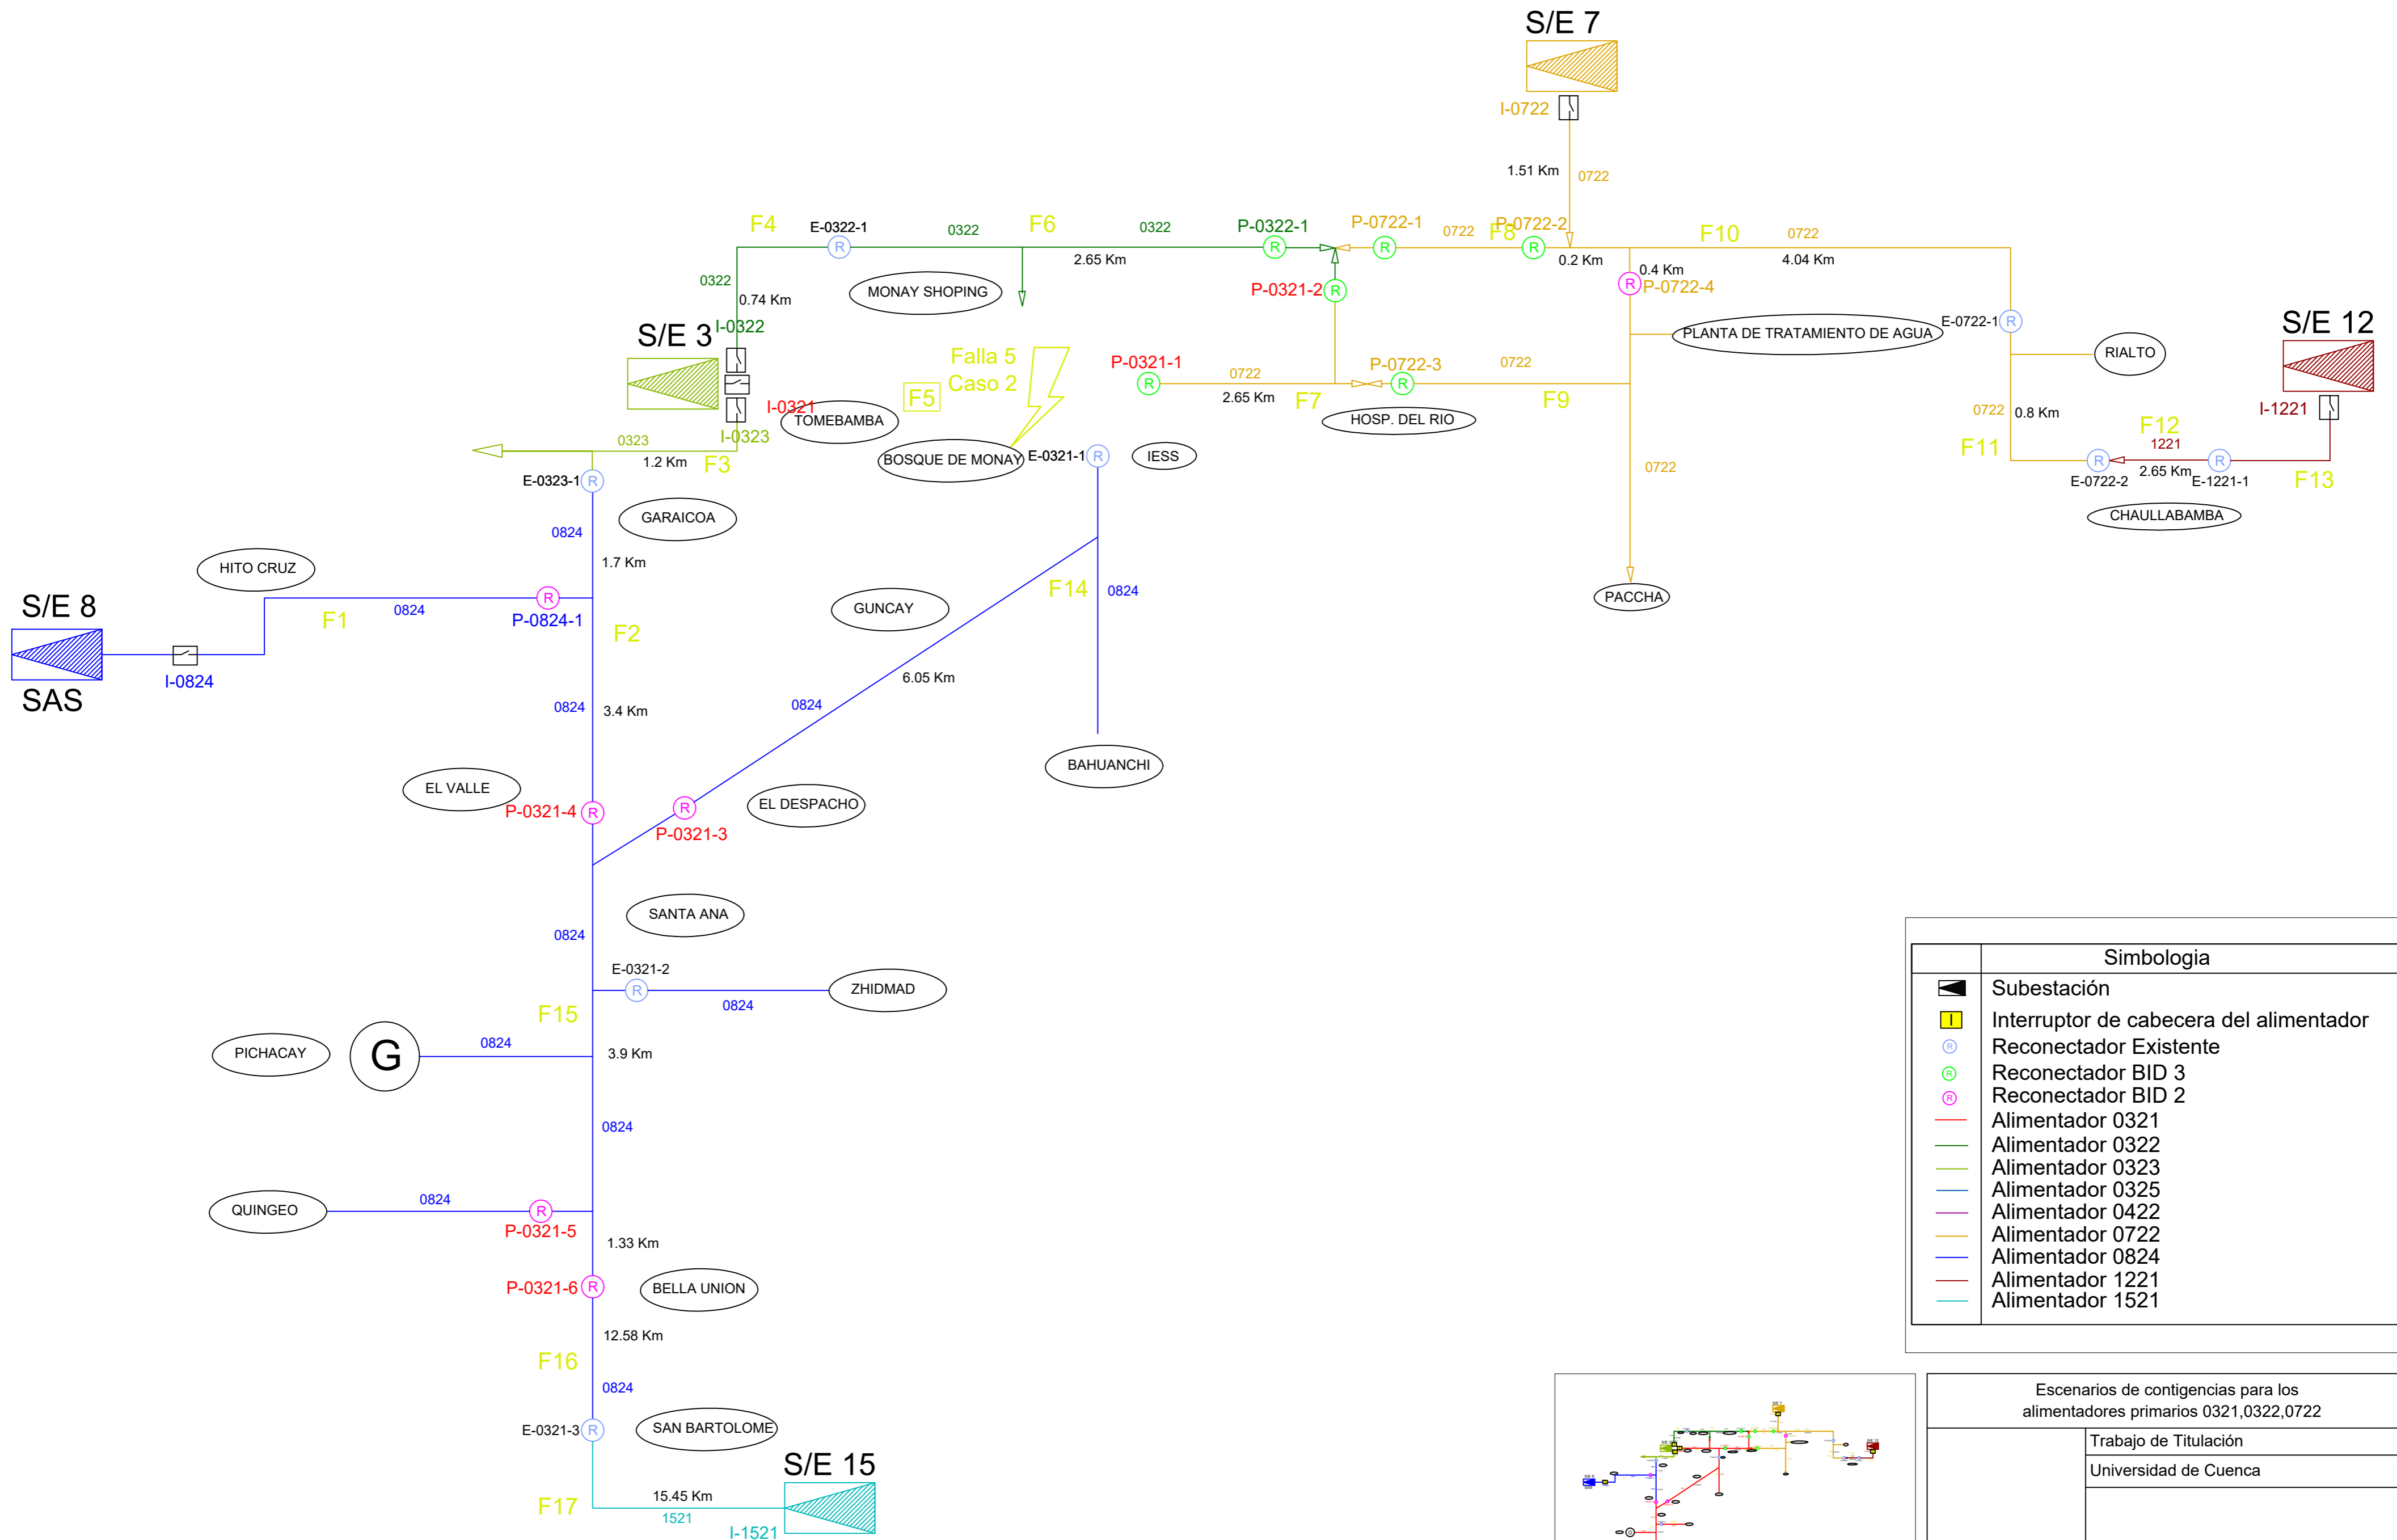 S/E 7
I-0722
1.51 Km
0722
F4
E-0322-1
0322
F6
0322
P-0322-1
P-0722-1
0722
F8
P-0722-2
F10
0722
R
R
R
R
2.65 Km
0.2 Km
0.4 Km
4.04 Km
0322
0.74 Km
MONAY SHOPING
P-0321-2
R
R
P-0722-4
S/E 3
I-0322
PLANTA DE TRATAMIENTO DE AGUA
E-0722-1
R
S/E 12
Falla 5
Caso 2
F5
P-0321-1
R
0722
2.65 Km
F7
P-0722-3
R
0722
F9
RIALTO
I-0321
TOMEBAMBA
HOSP. DEL RIO
0722
0.8 Km
I-1221
I-0323
0323
1.2 Km
F3
BOSQUE DE MONAY
E-0321-1
R
IESS
0722
F11
F12
1221
R
2.65 Km
R
E-0722-2
E-1221-1
F13
E-0323-1
R
GARAICOA
CHAULLABAMBA
0824
1.7 Km
HITO CRUZ
F14
0824
PACCHA
S/E 8
F1
0824
R
P-0824-1
F2
GUNCAY
I-0824
SAS
6.05 Km
0824
3.4 Km
0824
BAHUANCHI
EL VALLE
P-0321-4
R
R
P-0321-3
EL DESPACHO
SANTA ANA
0824
E-0321-2
R
0824
ZHIDMAD
F15
PICHACAY
G
0824
3.9 Km
0824
QUINGEO
0824
R
P-0321-5
1.33 Km
P-0321-6
R
BELLA UNION
12.58 Km
F16
0824
E-0321-3
R
SAN BARTOLOME
S/E 15
15.45 Km
F17
1521
I-1521
Simbologia
Subestación
I
Interruptor de cabecera del alimentador
R
Reconectador Existente
R
Reconectador BID 3
R
Reconectador BID 2
Alimentador 0321
Alimentador 0322
Alimentador 0323
Alimentador 0325
Alimentador 0422
Alimentador 0722
Alimentador 0824
Alimentador 1221
Alimentador 1521
Escenarios de contigencias para los
alimentadores primarios 0321,0322,0722
Trabajo de Titulación
Universidad de Cuenca